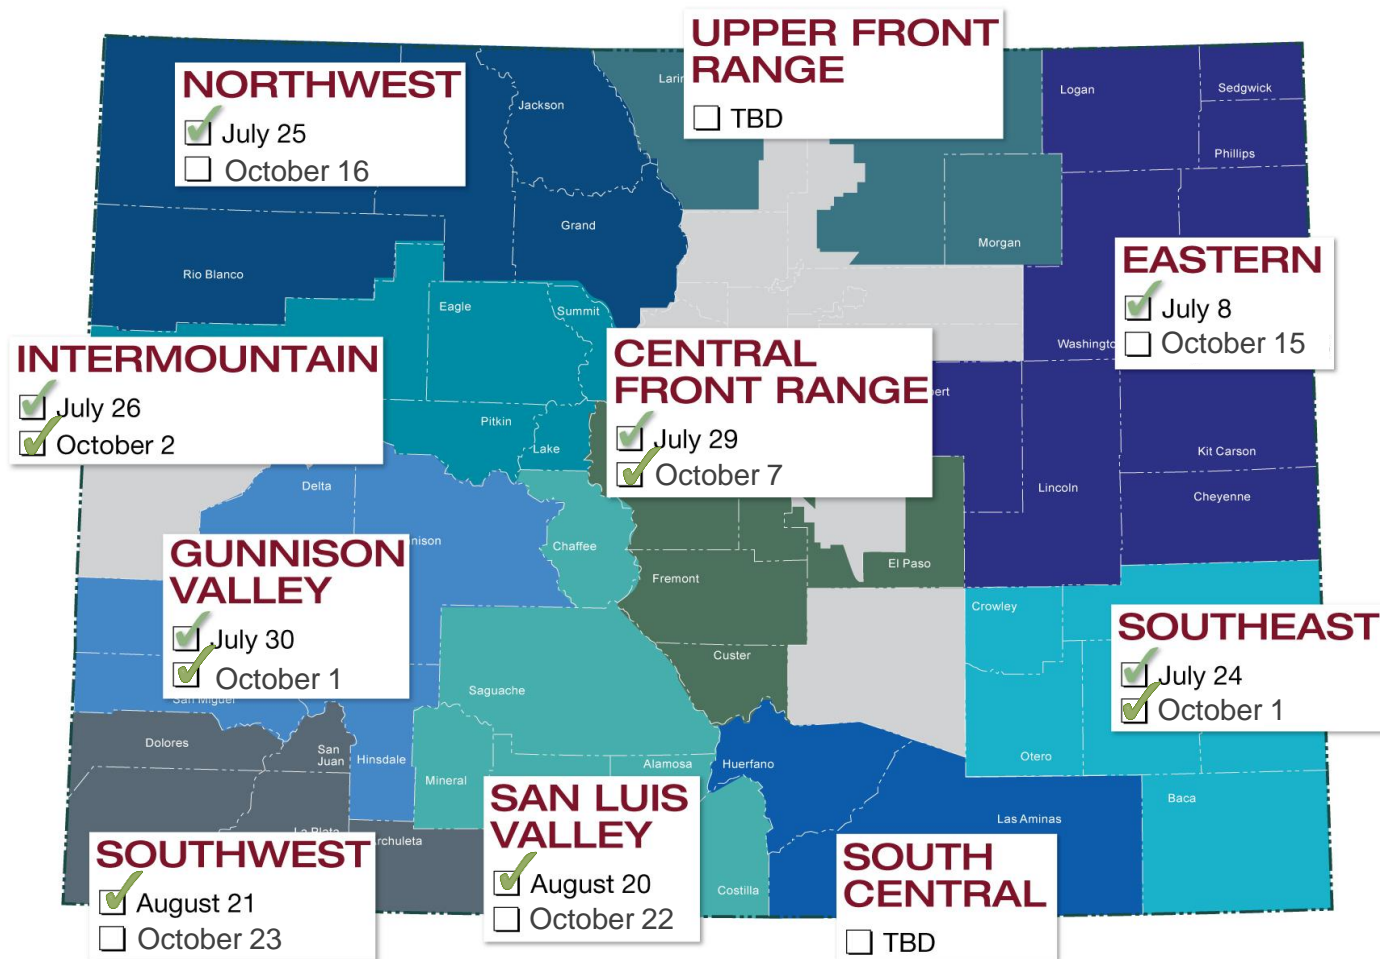 UPPER FRONT
RANGE
TBD
NORTHWEST
July 25
October 16
Jackson
Logan
Sedgwick
Phillips
Grand
Morgan
Rio Blanco
EASTERN
July 8
October 15
Eagle
Summit
INTERMOUNTAIN
July 26
October 2
CENTRAL
FRONT RANGE
July 29
October 7
Pitkin
Lake
Kit Carson
Lincoln
Cheyenne
Delta
GUNNISON
VALLEY
July 30
October 1
Chaffee
El Paso
Fremont
Crowley
SOUTHEAST
July 24
October 1
Custer
Saguache
San Miguel
Dolores
San
Juan
Hinsdale
Mineral
Alamosa
Huerfano
Otero
Baca
SAN LUIS
VALLEY
August 20
October 22
Las Aminas
SOUTHWEST
August 21
October 23
Costilla
SOUTH
CENTRAL
TBD